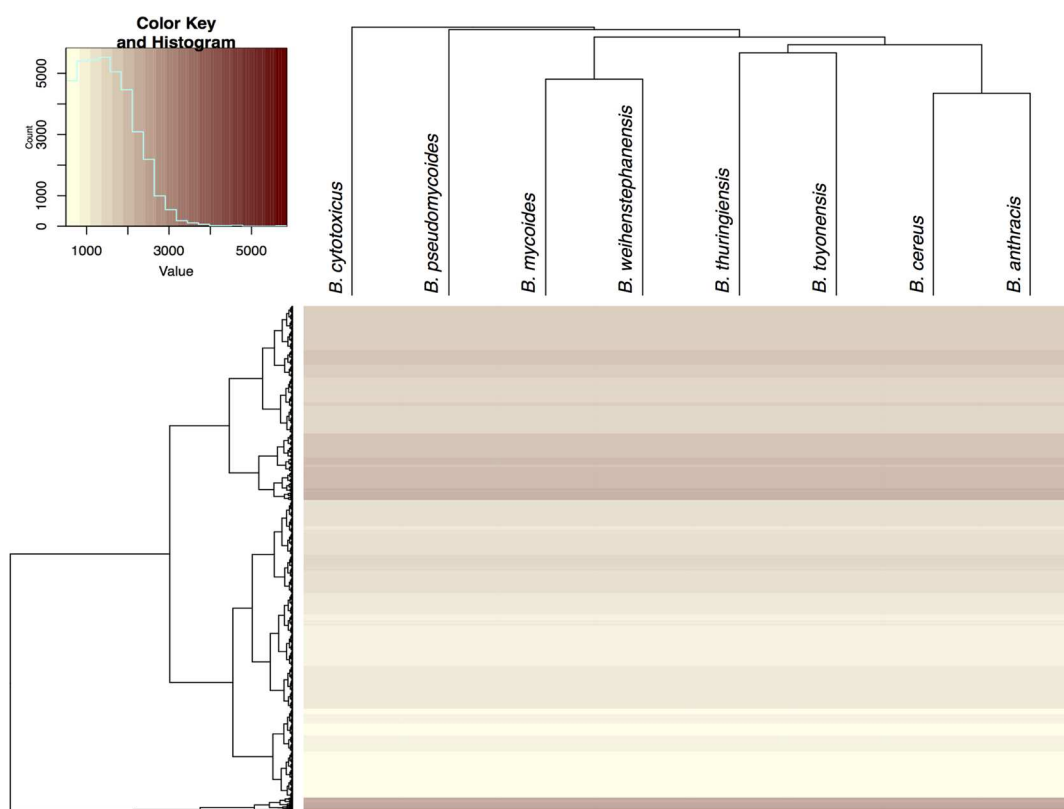 Color Key
and Histogram
Count
0
1000
3000
5000
1000
3000
5000
Value
B. cytotoxicus
B. pseudomycoides
B. mycoides
B. weihenstephanensis
B. thuringiensis
B. toyonensis
B. cereus
B. anthracis